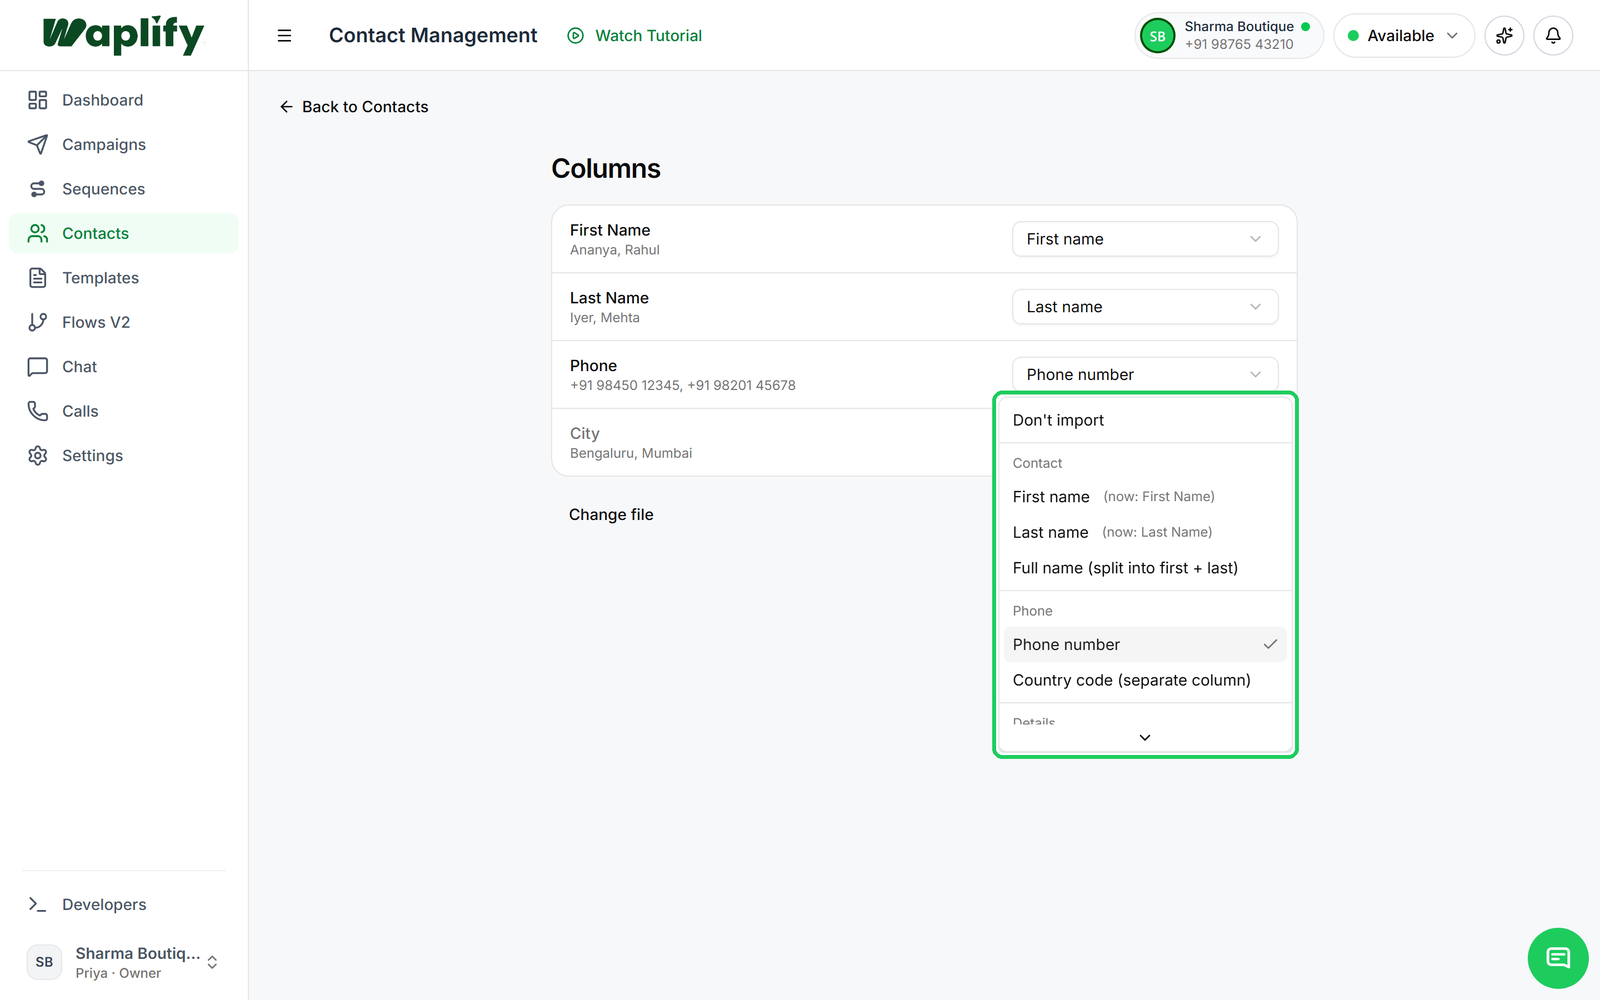 Waplify
Contact Management
Watch Tutorial
SB
Sharma Boutique
+91 98765 43210
Available
Dashboard
Campaigns
Sequences
Contacts
Templates
Flows V2
Chat
Calls
Settings
Developers
SB
Sharma Boutiq...
Priya · Owner
Back to Contacts
Columns
First Name
Ananya, Rahul
First name
Last Name
Iyer, Mehta
Last name
Phone
+91 98450 12345, +91 98201 45678
Phone number
City
Bengaluru, Mumbai
Change file
Don't import
Contact
First name (now: First Name)
Last name (now: Last Name)
Full name (split into first + last)
Phone
Phone number
Country code (separate column)
Details